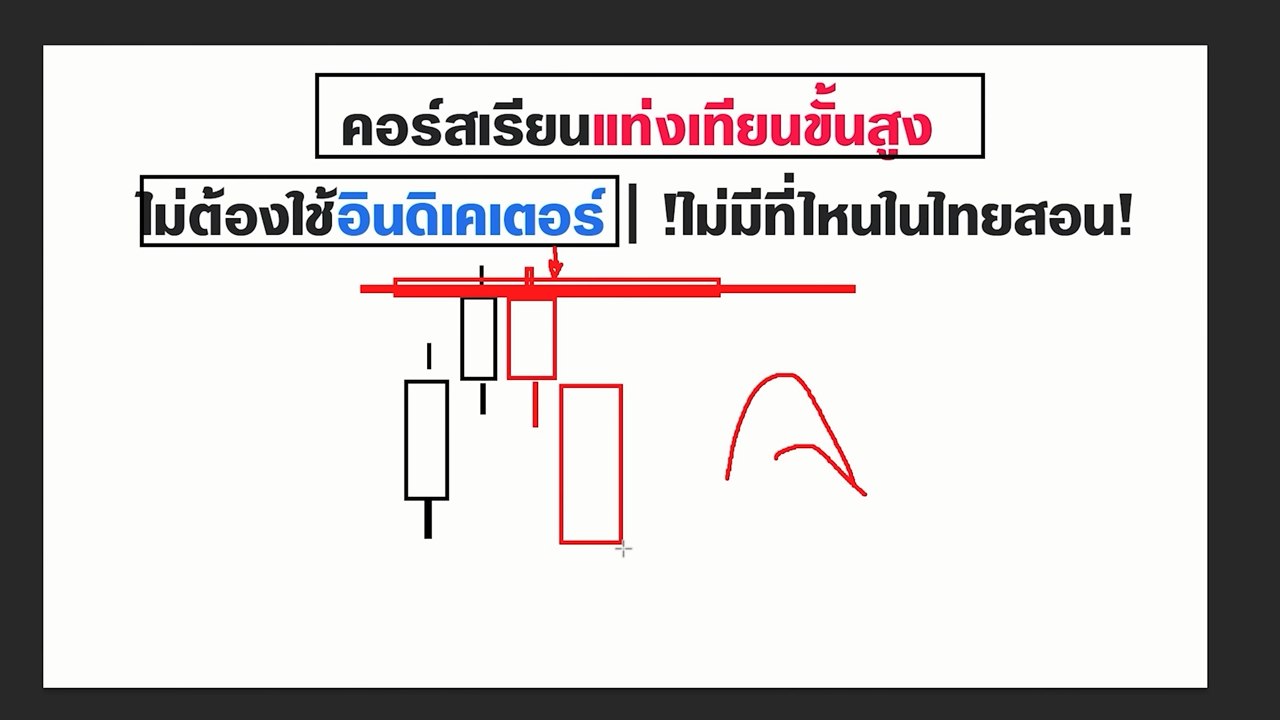 คอร์สเรียนแท่งเทียนขั้นสูง
ไม่ต้องใช้อินดิเคเตอร์ | !ไม่มีที่ไหนในไทยสอน!